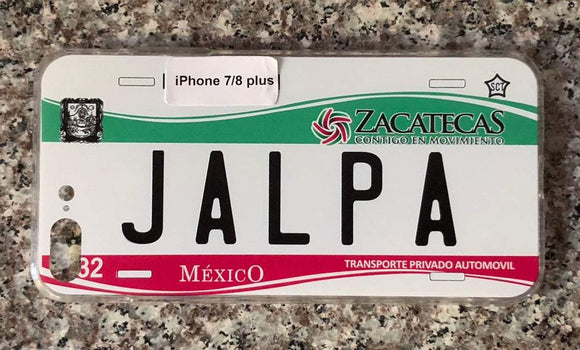 iPhone 7/8 plus
SCT
ZACATECAS
CONTIGO EN MOVIMIENTO
JALPA
32
MÉXICO
TRANSPORTE PRIVADO AUTOMOVIL